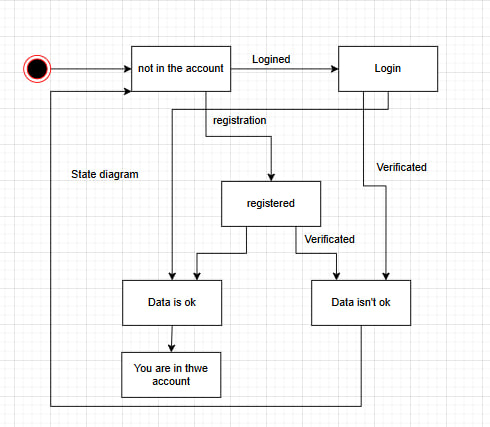 not in the account
Logined
Login
registration
State diagram
Verificated
registered
Verificated
Data is ok
Data isn't ok
You are in thwe
account